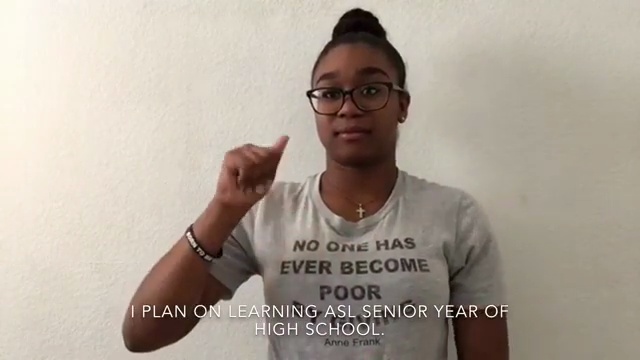 NO ONE HAS
EVER BECOME
POOR
Anne Frank
I PLAN ON LEARNING ASL SENIOR YEAR OF
HIGH SCHOOL.